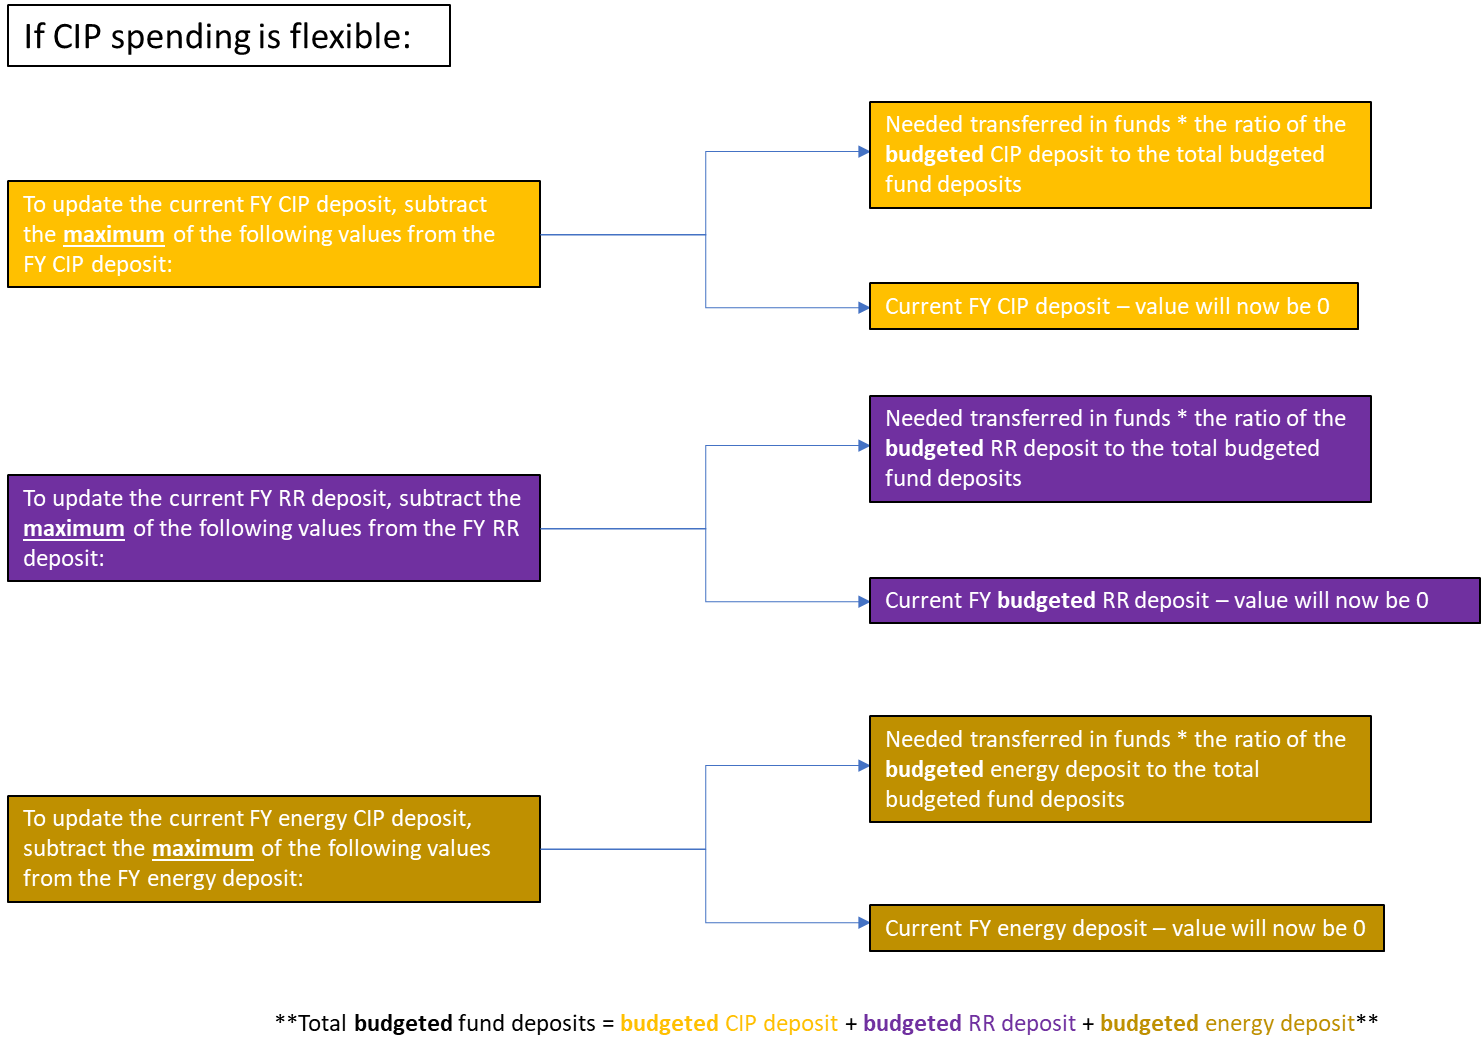 If CIP spending is flexible:
To update the current FY CIP deposit, subtract
the maximum of the following values from the
FY CIP deposit:
Needed transferred in funds * the ratio of the
budgeted CIP deposit to the total budgeted
fund deposits
Current FY CIP deposit – value will now be 0
To update the current FY RR deposit, subtract the
maximum of the following values from the FY RR
deposit:
Needed transferred in funds * the ratio of the
budgeted RR deposit to the total budgeted
fund deposits
Current FY budgeted RR deposit – value will now be 0
To update the current FY energy CIP deposit,
subtract the maximum of the following values
from the FY energy deposit:
Needed transferred in funds * the ratio of the
budgeted energy deposit to the total
budgeted fund deposits
Current FY energy deposit – value will now be 0
**Total budgeted fund deposits = budgeted CIP deposit + budgeted RR deposit + budgeted energy deposit**